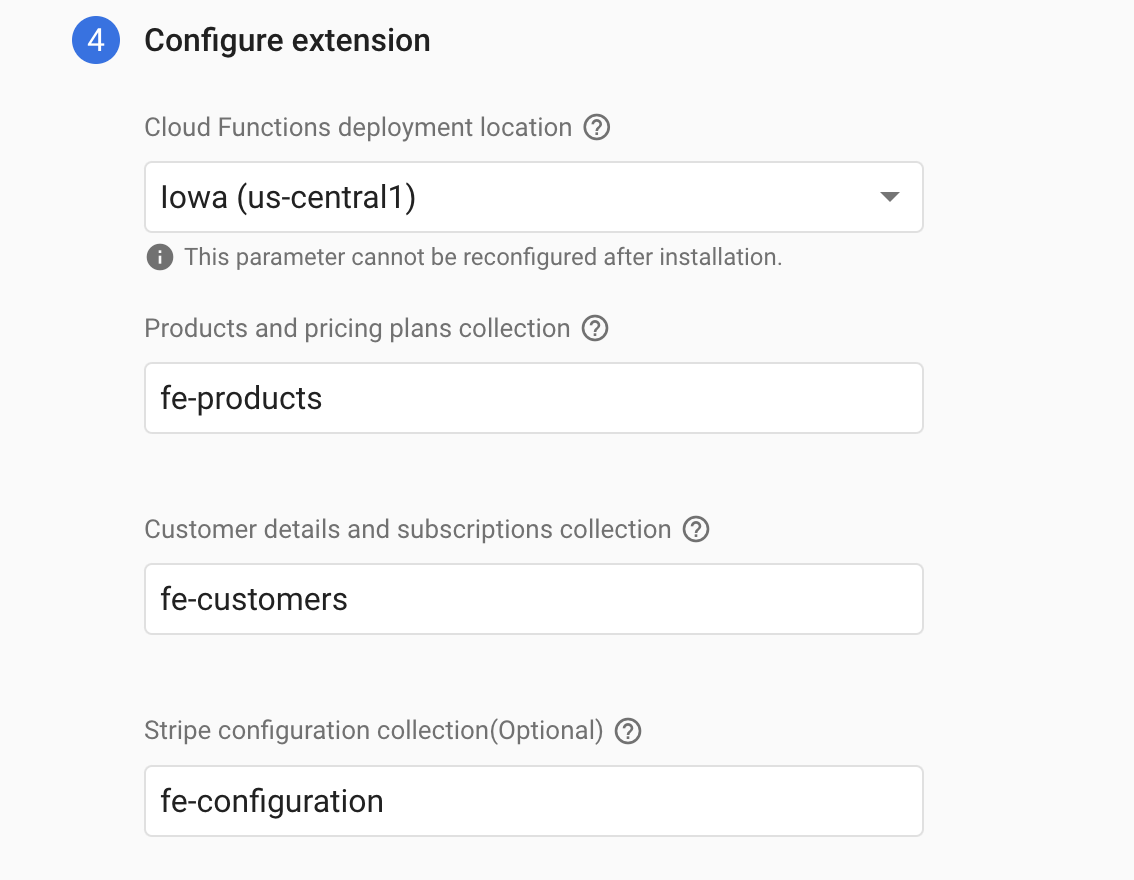 4 Configure extension
Cloud Functions deployment location ?
Iowa (us-central1)
i This parameter cannot be reconfigured after installation.
Products and pricing plans collection ?
fe-products
Customer details and subscriptions collection ?
fe-customers
Stripe configuration collection(Optional) ?
fe-configuration